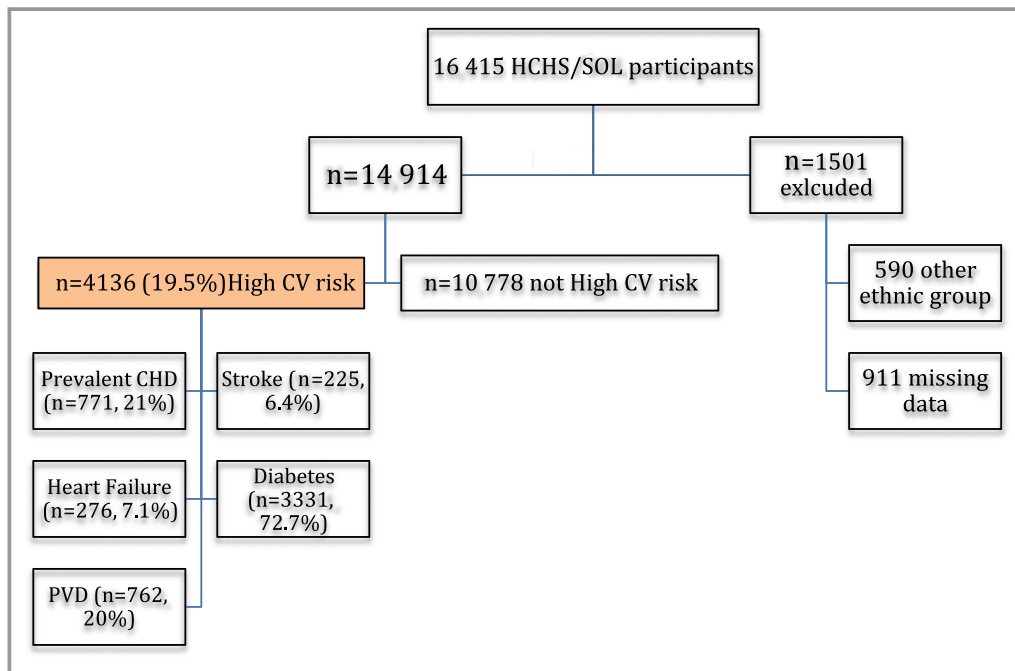 16 415 HCHS/SOL participants
n=14,914
n=1501
exlcuded
n=4136 (19.5%)High CV risk
n=10 778 not High CV risk
590 other
ethnic group
911 missing
data
Prevalent CHD
(n=771, 21%)
Stroke (n=225,
6.4%)
Heart Failure
(n=276, 7.1%)
Diabetes
(n=3331,
72.7%)
PVD (n=762,
20%)